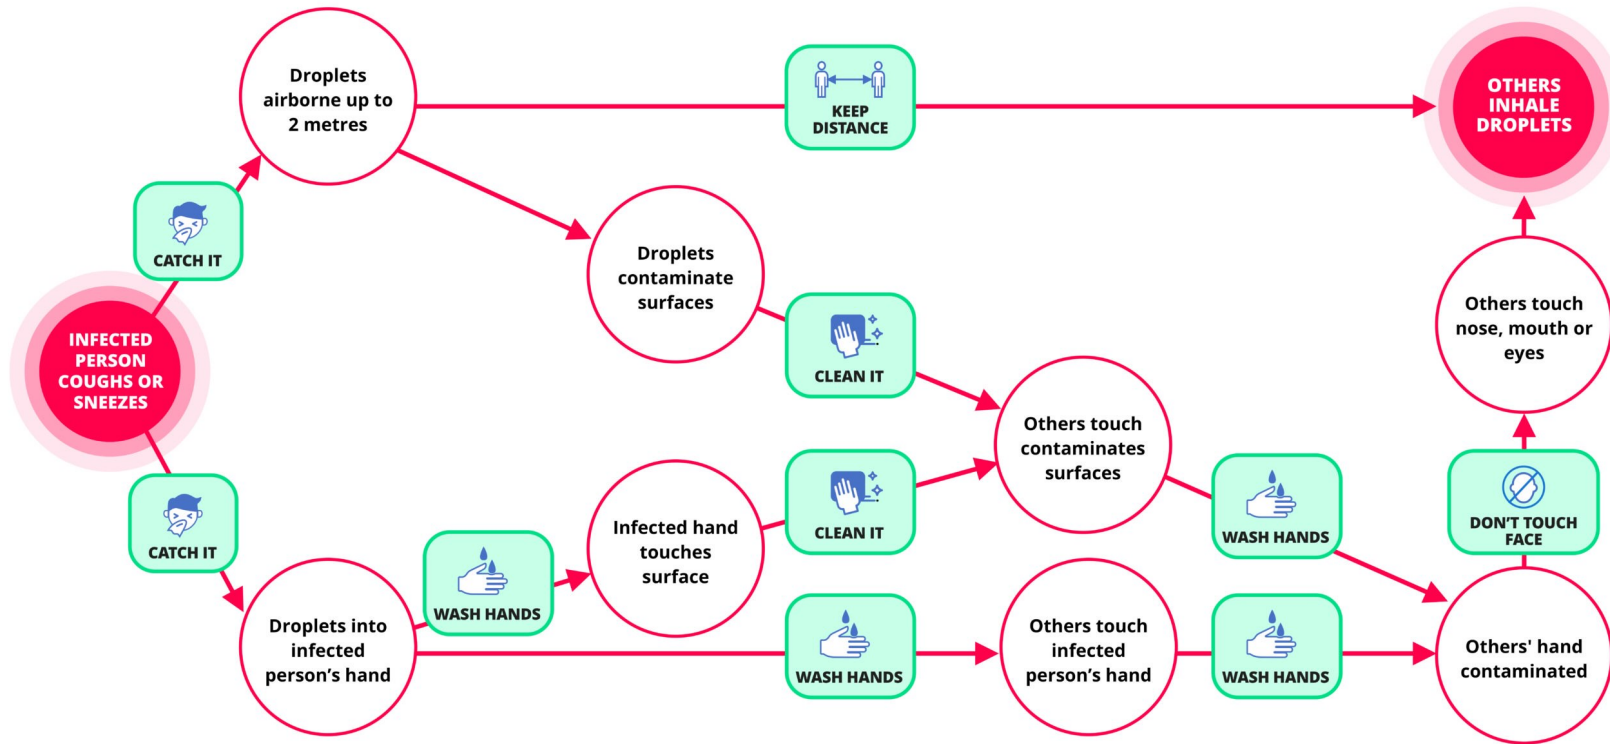 Droplets
airborne up to
2 metres
KEEP
DISTANCE
OTHERS
INHALE
DROPLETS
CATCH IT
Droplets
contaminate
surfaces
INFECTED
PERSON
COUGHS OR
SNEEZES
CLEAN IT
Others touch
nose, mouth or
eyes
Others touch
contaminates
surfaces
CATCH IT
Infected hand
touches
surface
CLEAN IT
WASH HANDS
DON'T TOUCH
FACE
WASH HANDS
Droplets into
infected
person's hand
WASH HANDS
Others touch
infected
person's hand
WASH HANDS
Others' hand
contaminated